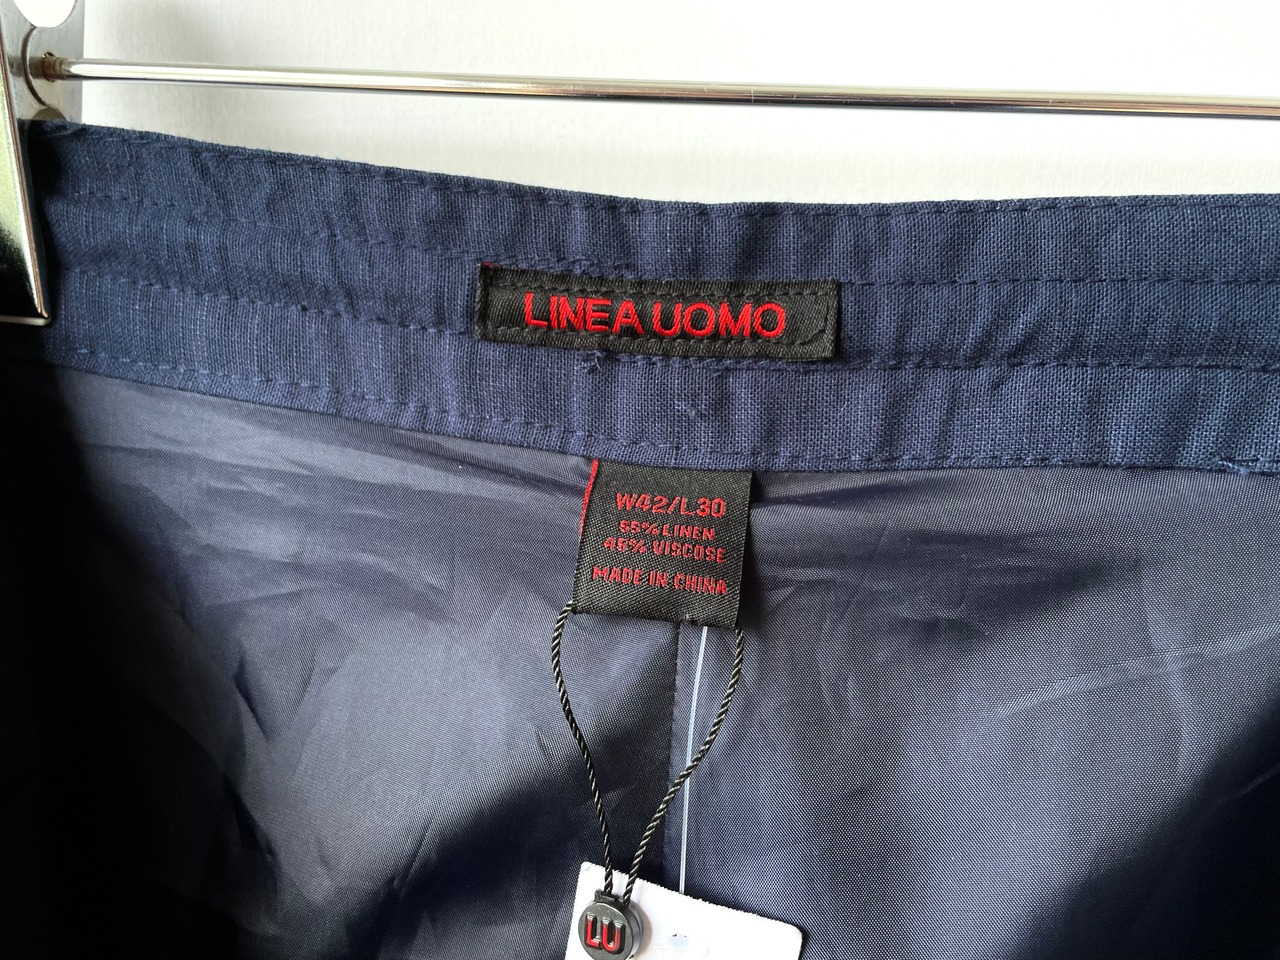 LINEA UOMO
W42/L30
55% LINEN
45% VISCOSE
MADE IN CHINA
LU